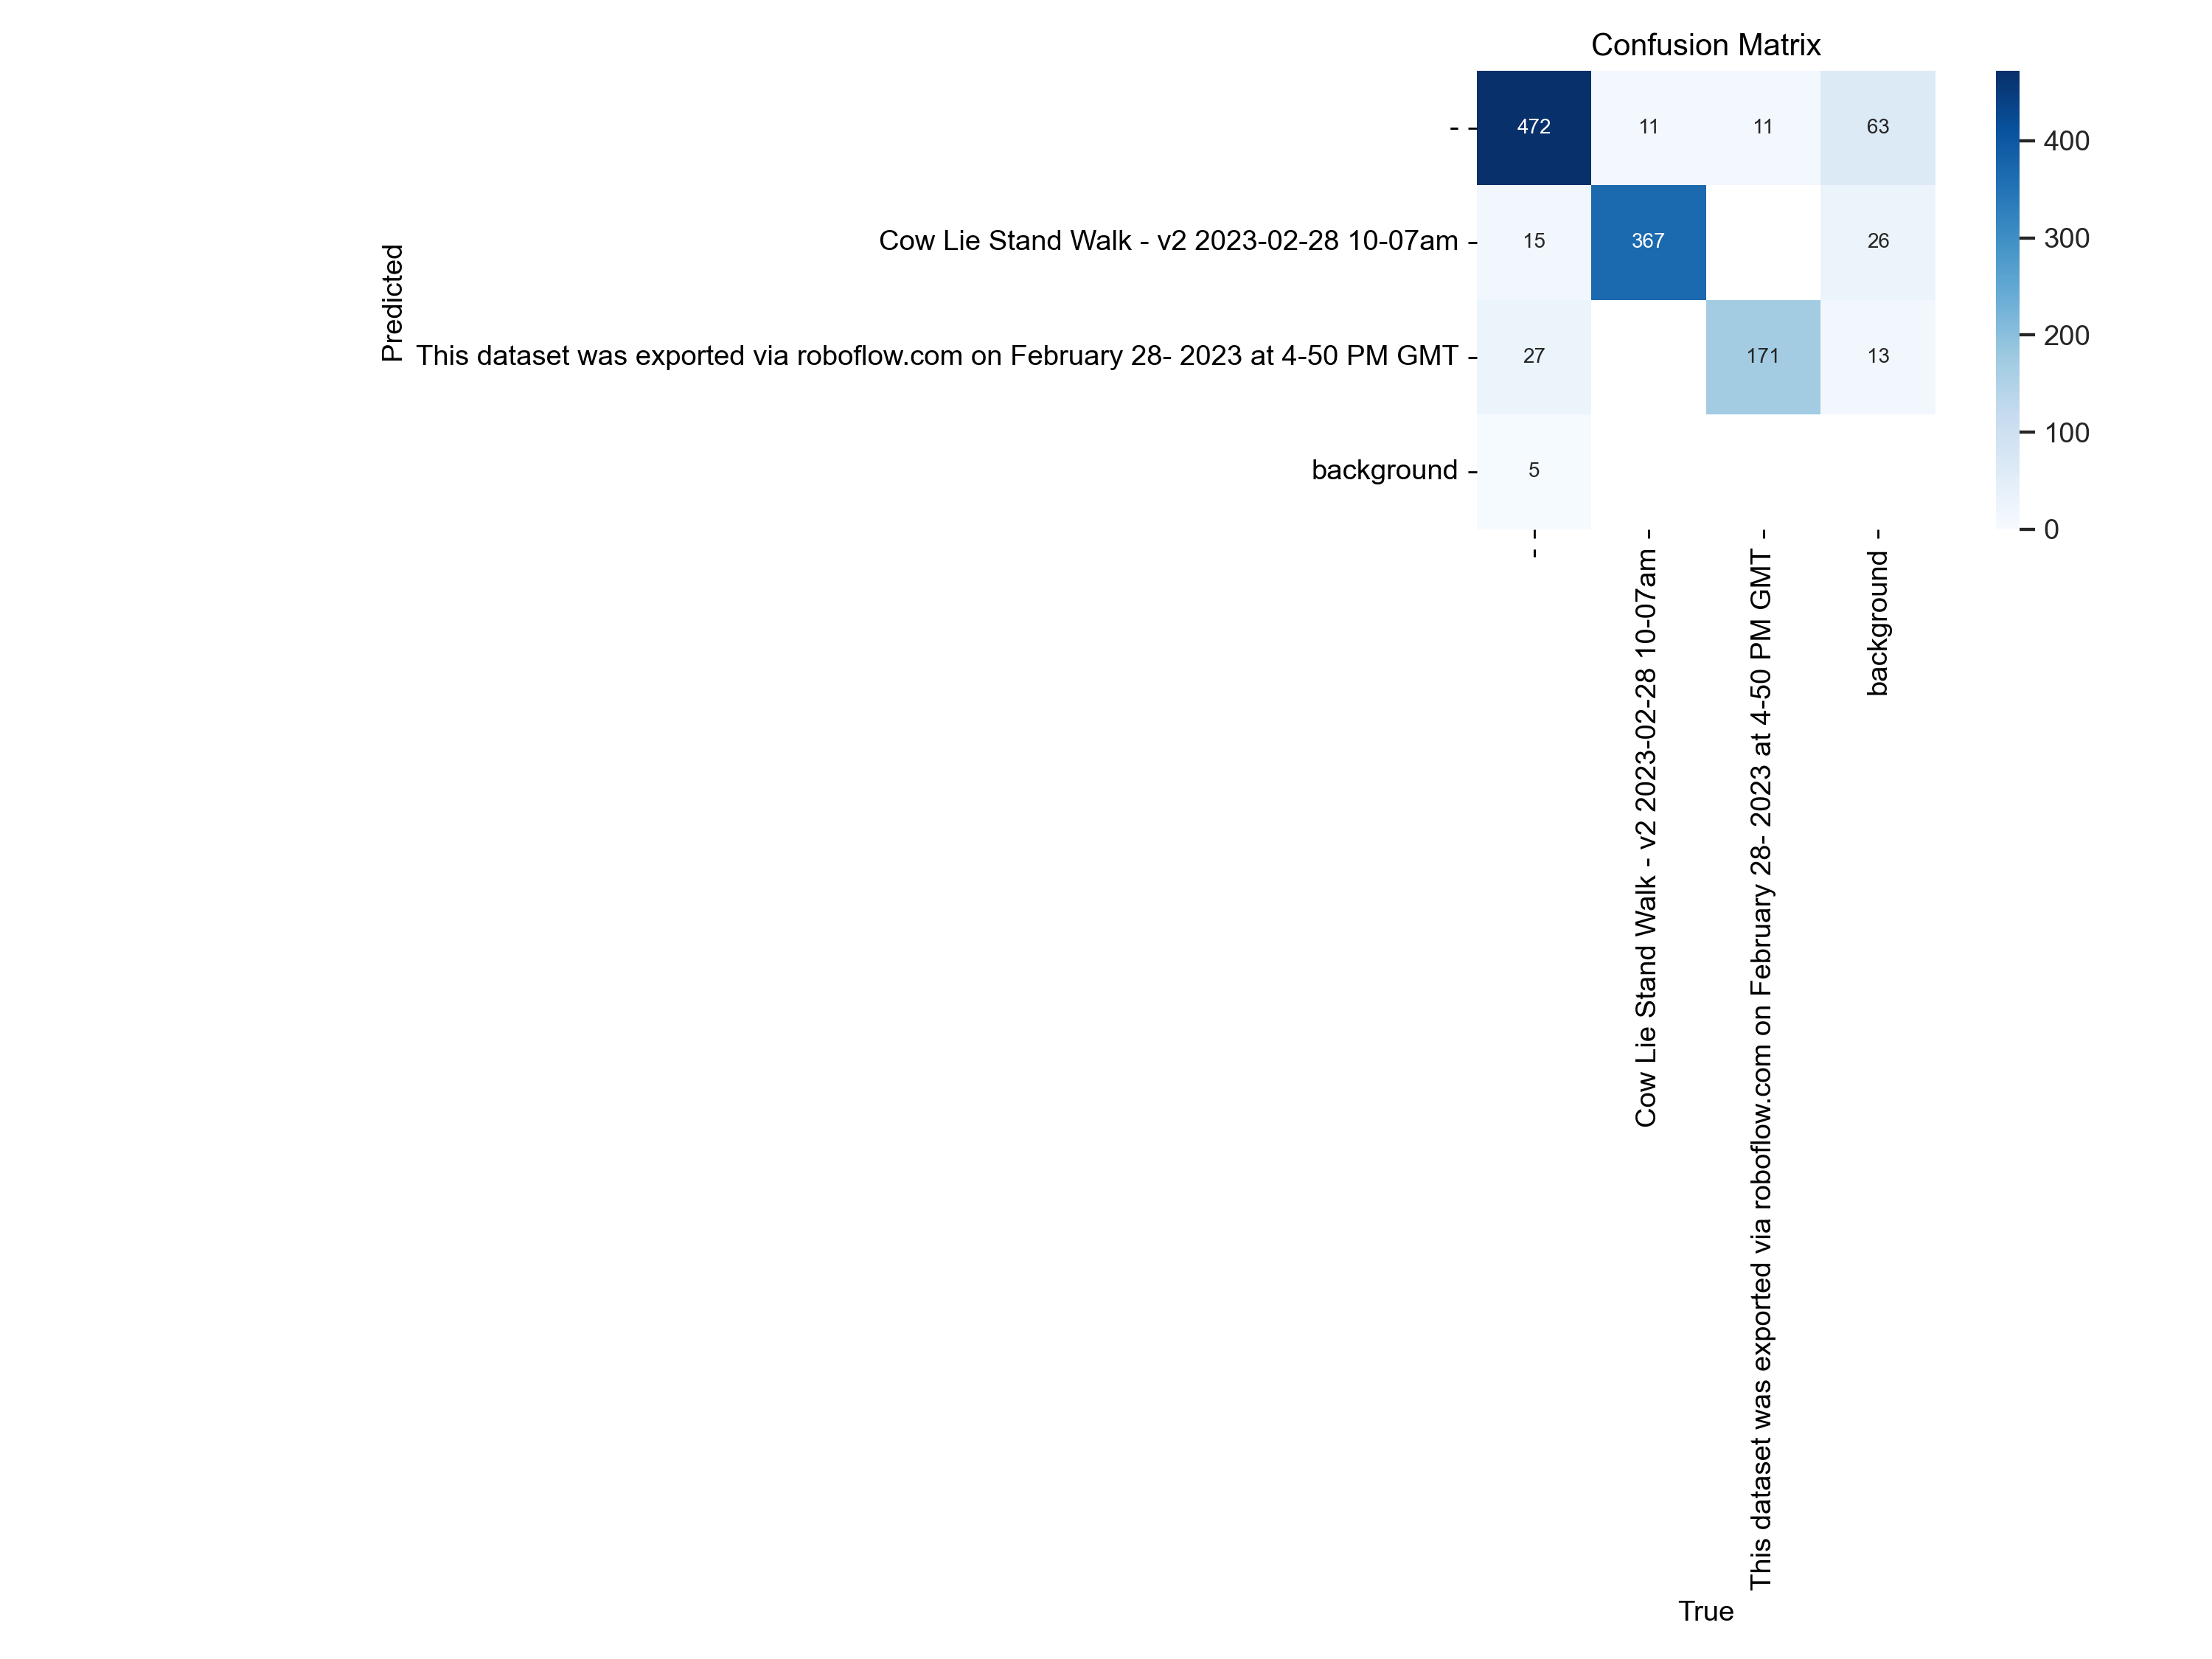 Confusion Matrix
Predicted
-
Cow Lie Stand Walk - v2 2023-02-28 10-07am
This dataset was exported via roboflow.com on February 28- 2023 at 4-50 PM GMT
background
472 11 11 63
15 367 26
27 171 13
5
400
300
200
100
0
-
Cow Lie Stand Walk - v2 2023-02-28 10-07am
This dataset was exported via roboflow.com on February 28- 2023 at 4-50 PM GMT
background
True